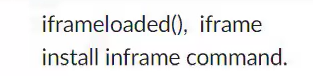 iframeloaded(), iframe
install inframe command.